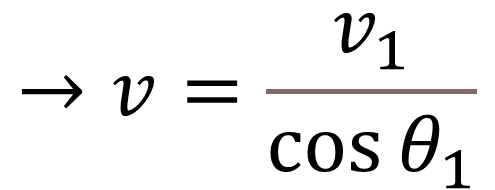 → v = v₁ / cos θ₁